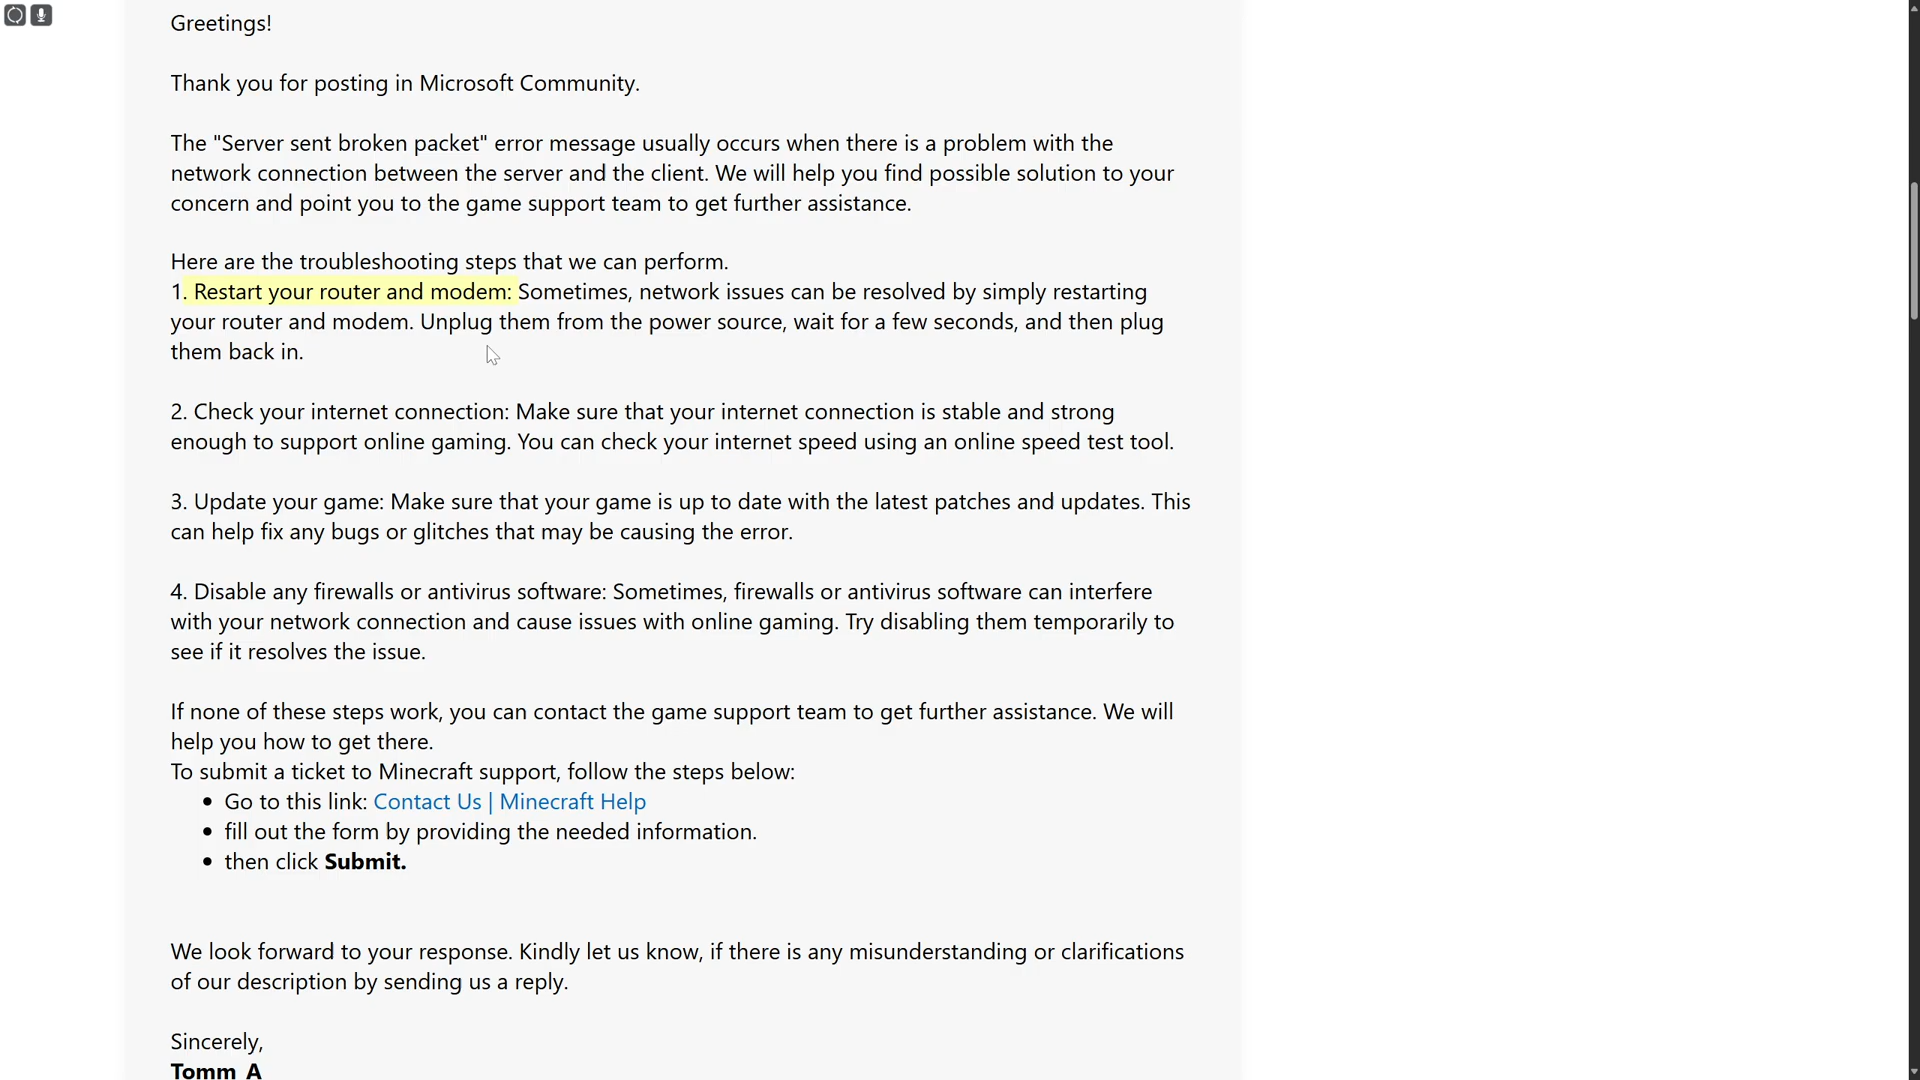 Greetings!
Thank you for posting in Microsoft Community.
The "Server sent broken packet" error message usually occurs when there is a problem with the
network connection between the server and the client. We will help you find possible solution to your
concern and point you to the game support team to get further assistance.
Here are the troubleshooting steps that we can perform.
1. Restart your router and modem: Sometimes, network issues can be resolved by simply restarting
your router and modem. Unplug them from the power source, wait for a few seconds, and then plug
them back in.
2. Check your internet connection: Make sure that your internet connection is stable and strong
enough to support online gaming. You can check your internet speed using an online speed test tool.
3. Update your game: Make sure that your game is up to date with the latest patches and updates. This
can help fix any bugs or glitches that may be causing the error.
4. Disable any firewalls or antivirus software: Sometimes, firewalls or antivirus software can interfere
with your network connection and cause issues with online gaming. Try disabling them temporarily to
see if it resolves the issue.
If none of these steps work, you can contact the game support team to get further assistance. We will
help you how to get there.
To submit a ticket to Minecraft support, follow the steps below:
• Go to this link: Contact Us | Minecraft Help
• fill out the form by providing the needed information.
• then click Submit.
We look forward to your response. Kindly let us know, if there is any misunderstanding or clarifications
of our description by sending us a reply.
Sincerely,
Tomm_A